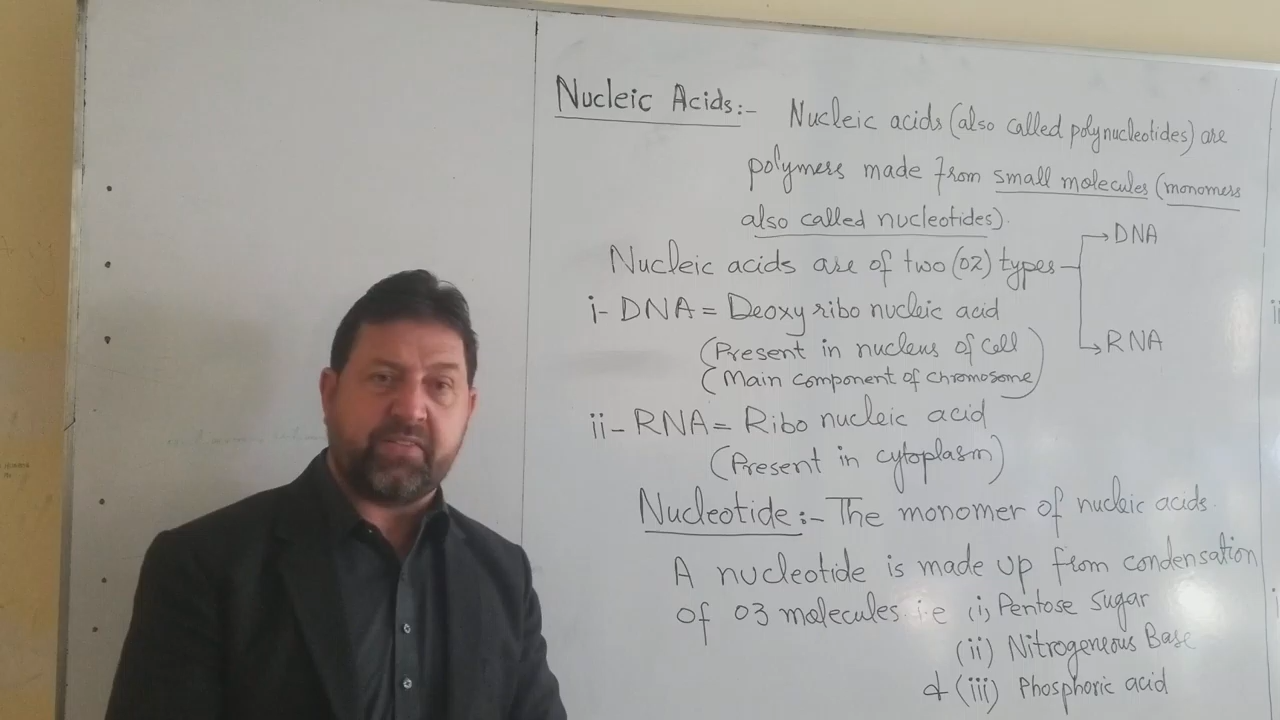 Nucleic Acids:- Nucleic acids (also called polynucleotides) are
polymers made from small molecules (monomers
also called nucleotides).
Nucleic acids are of two (02) types
DNA
RNA
i- DNA = Deoxy ribo nucleic acid
(Present in nucleus of cell
(Main component of chromosome)
ii- RNA = Ribo nucleic acid
(Present in cytoplasm)
Nucleotide:- The monomer of nucleic acids.
A nucleotide is made up from condensation
of 03 molecules. i.e (i) Pentose sugar
(ii) Nitrogeneous Base
& (iii) Phosphoric acid